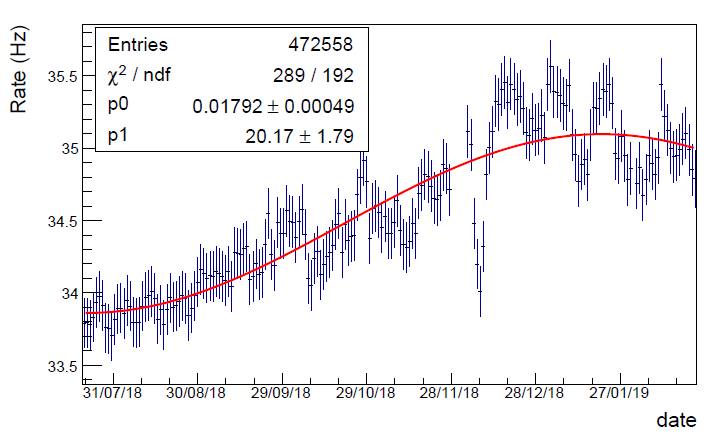 Rate (Hz)
Entries 472558
χ² / ndf 289 / 192
p0 0.01792 ± 0.00049
p1 20.17 ± 1.79
35.5
35
34.5
34
33.5
31/07/18 30/08/18 29/09/18 29/10/18 28/11/18 28/12/18 27/01/19
date